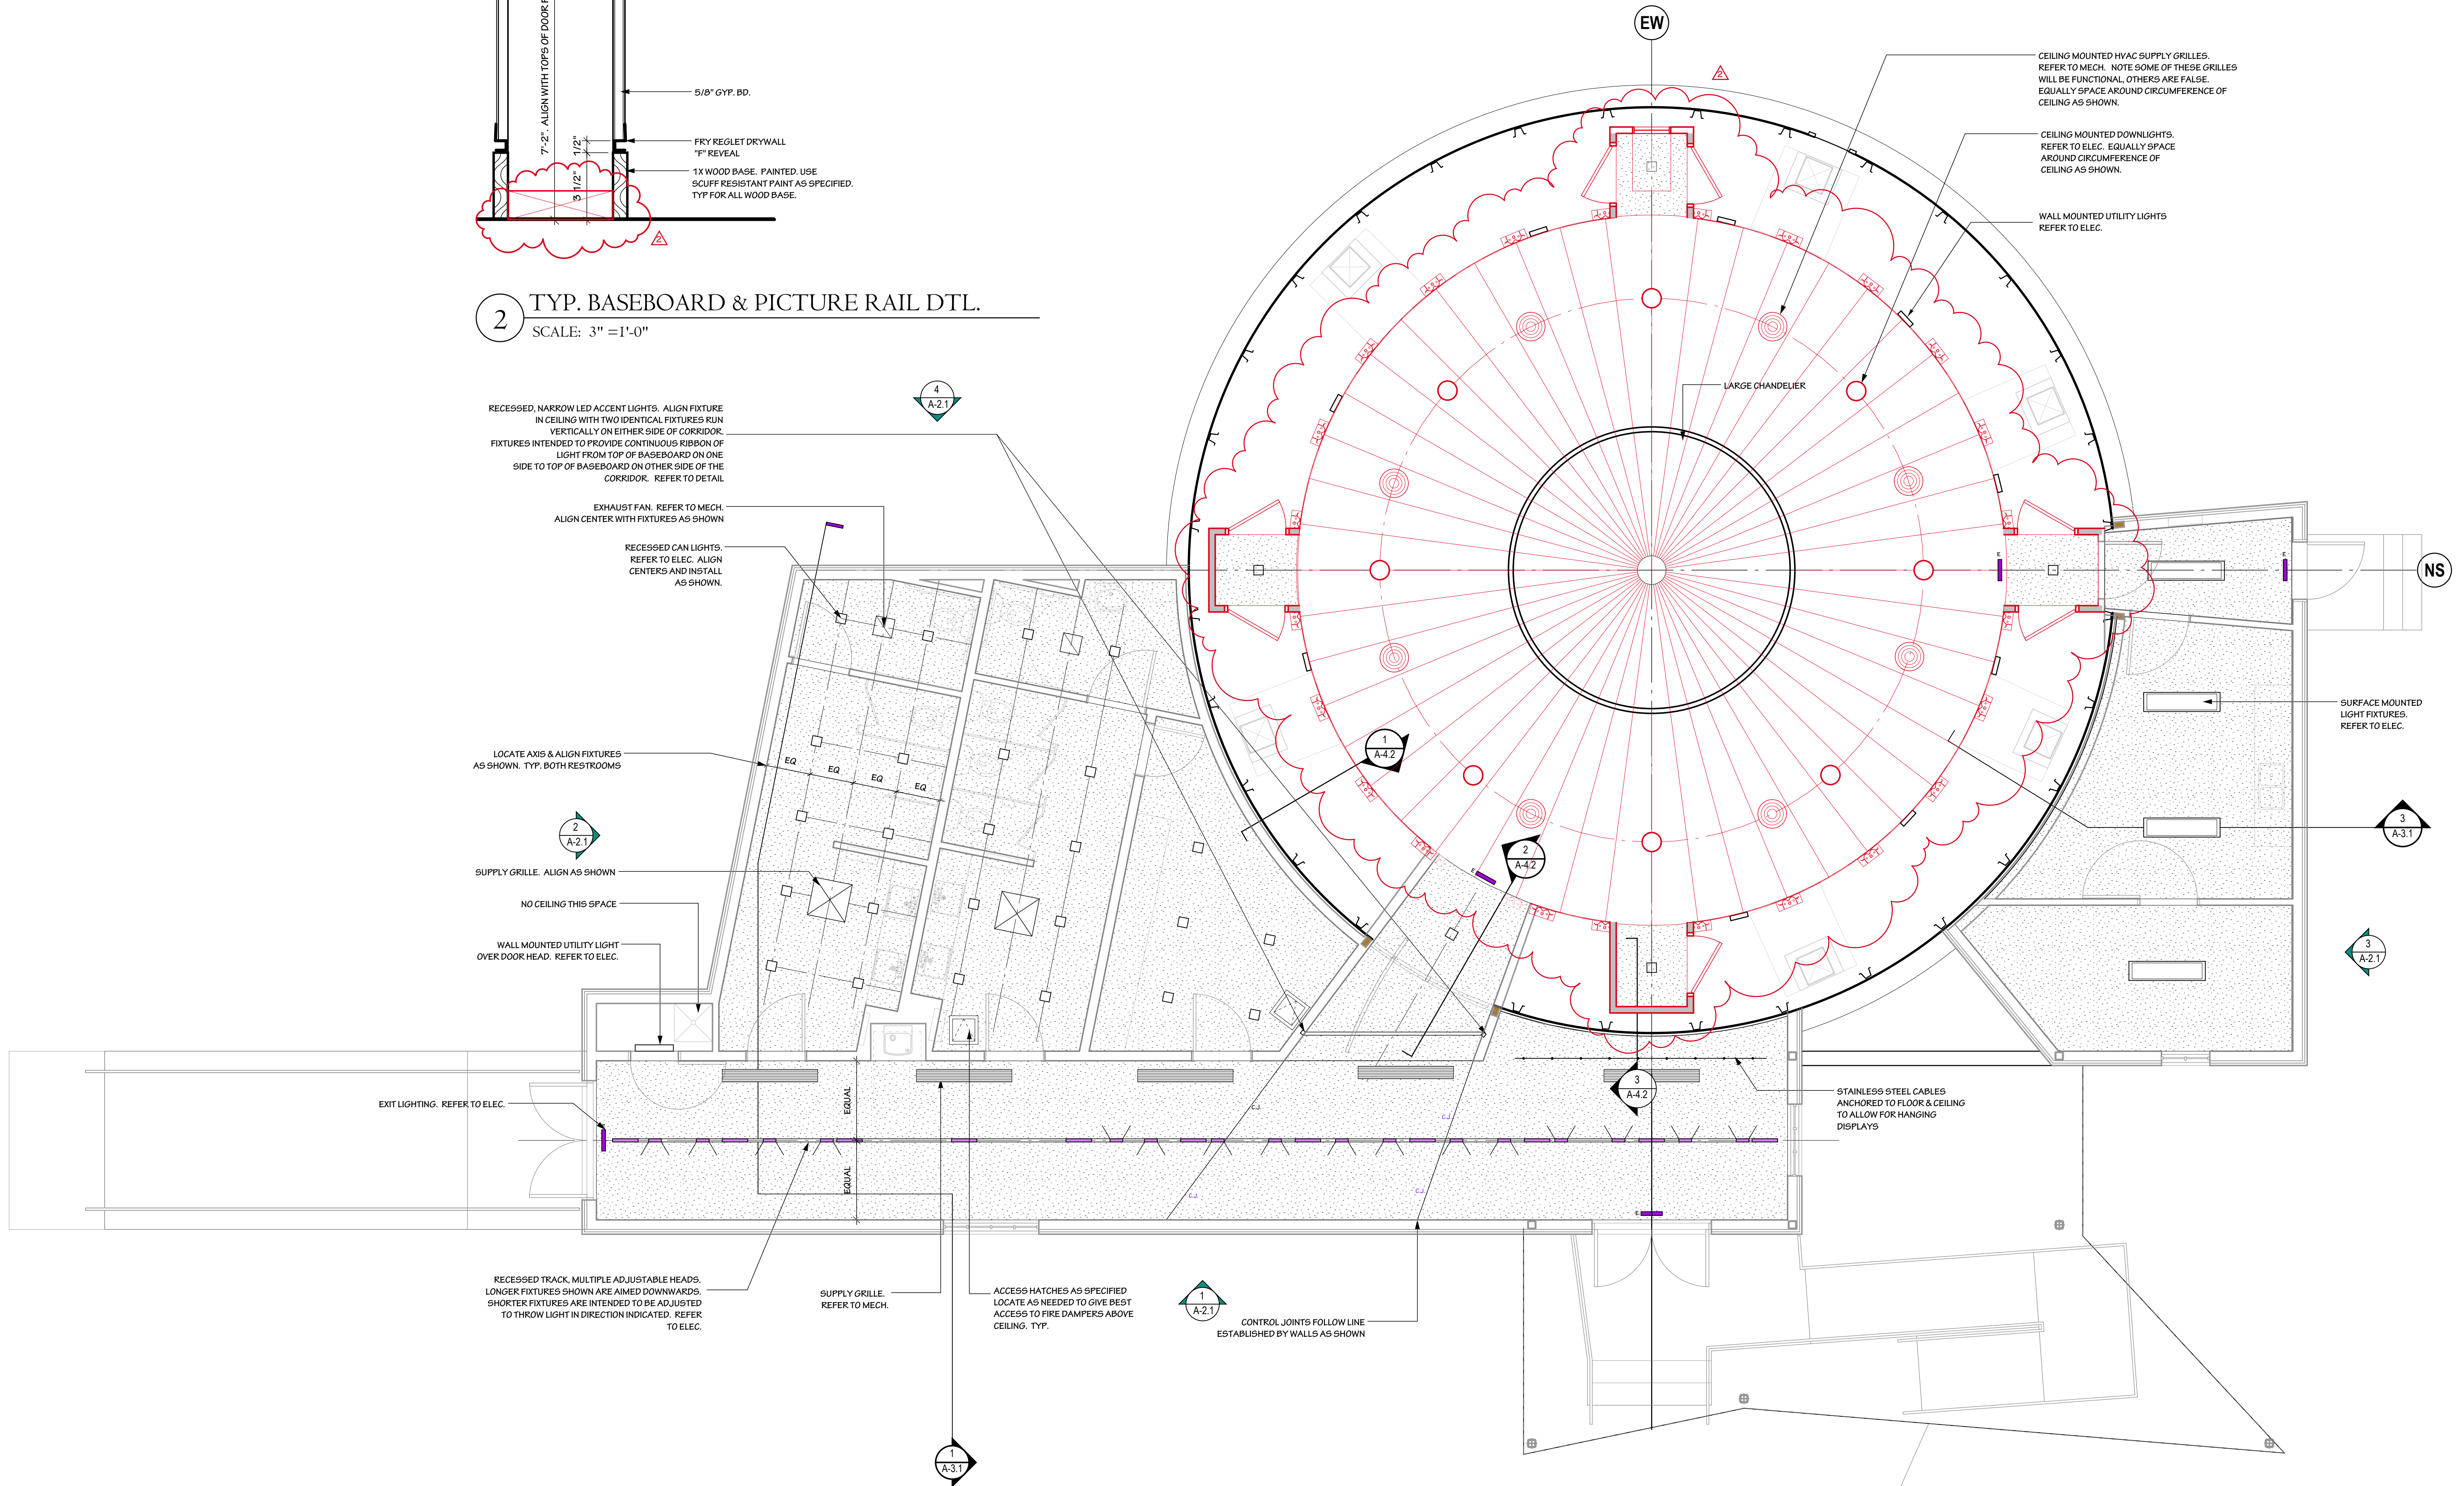 7'-2". ALIGN WITH TOPS OF DOOR
5/8" GYP. BD.
1/2"
3 1/2"
FRY REGLET DRYWALL
"F" REVEAL
1X WOOD BASE. PAINTED. USE
SCUFF RESISTANT PAINT AS SPECIFIED.
TYP FOR ALL WOOD BASE.
2
2
TYP. BASEBOARD & PICTURE RAIL DTL.
SCALE: 3" =1'-0"
EW
2
CEILING MOUNTED HVAC SUPPLY GRILLES.
REFER TO MECH. NOTE SOME OF THESE GRILLES
WILL BE FUNCTIONAL, OTHERS ARE FALSE.
EQUALLY SPACE AROUND CIRCUMFERENCE OF
CEILING AS SHOWN.
CEILING MOUNTED DOWNLIGHTS.
REFER TO ELEC. EQUALLY SPACE
AROUND CIRCUMFERENCE OF
CEILING AS SHOWN.
WALL MOUNTED UTILITY LIGHTS
REFER TO ELEC.
LARGE CHANDELIER
4
A-2.1
RECESSED, NARROW LED ACCENT LIGHTS. ALIGN FIXTURE
IN CEILING WITH TWO IDENTICAL FIXTURES RUN
VERTICALLY ON EITHER SIDE OF CORRIDOR.
FIXTURES INTENDED TO PROVIDE CONTINUOUS RIBBON OF
LIGHT FROM TOP OF BASEBOARD ON ONE
SIDE TO TOP OF BASEBOARD ON OTHER SIDE OF THE
CORRIDOR. REFER TO DETAIL
EXHAUST FAN. REFER TO MECH.
ALIGN CENTER WITH FIXTURES AS SHOWN
RECESSED CAN LIGHTS.
REFER TO ELEC. ALIGN
CENTERS AND INSTALL
AS SHOWN.
E
E
NS
SURFACE MOUNTED
LIGHT FIXTURES.
REFER TO ELEC.
LOCATE AXIS & ALIGN FIXTURES
AS SHOWN. TYP. BOTH RESTROOMS
EQ
EQ
EQ
EQ
1
A-4.2
2
A-2.1
2
A-4.2
3
A-3.1
E
SUPPLY GRILLE. ALIGN AS SHOWN
NO CEILING THIS SPACE
WALL MOUNTED UTILITY LIGHT
OVER DOOR HEAD. REFER TO ELEC.
3
A-2.1
EXIT LIGHTING. REFER TO ELEC.
EQUAL
EQUAL
C.J.
C.J.
C.J.
C.J.
3
A-4.2
E
STAINLESS STEEL CABLES
ANCHORED TO FLOOR & CEILING
TO ALLOW FOR HANGING
DISPLAYS
RECESSED TRACK, MULTIPLE ADJUSTABLE HEADS.
LONGER FIXTURES SHOWN ARE AIMED DOWNWARDS.
SHORTER FIXTURES ARE INTENDED TO BE ADJUSTED
TO THROW LIGHT IN DIRECTION INDICATED. REFER
TO ELEC.
SUPPLY GRILLE.
REFER TO MECH.
ACCESS HATCHES AS SPECIFIED
LOCATE AS NEEDED TO GIVE BEST
ACCESS TO FIRE DAMPERS ABOVE
CEILING. TYP.
1
A-2.1
CONTROL JOINTS FOLLOW LINE
ESTABLISHED BY WALLS AS SHOWN
1
A-3.1